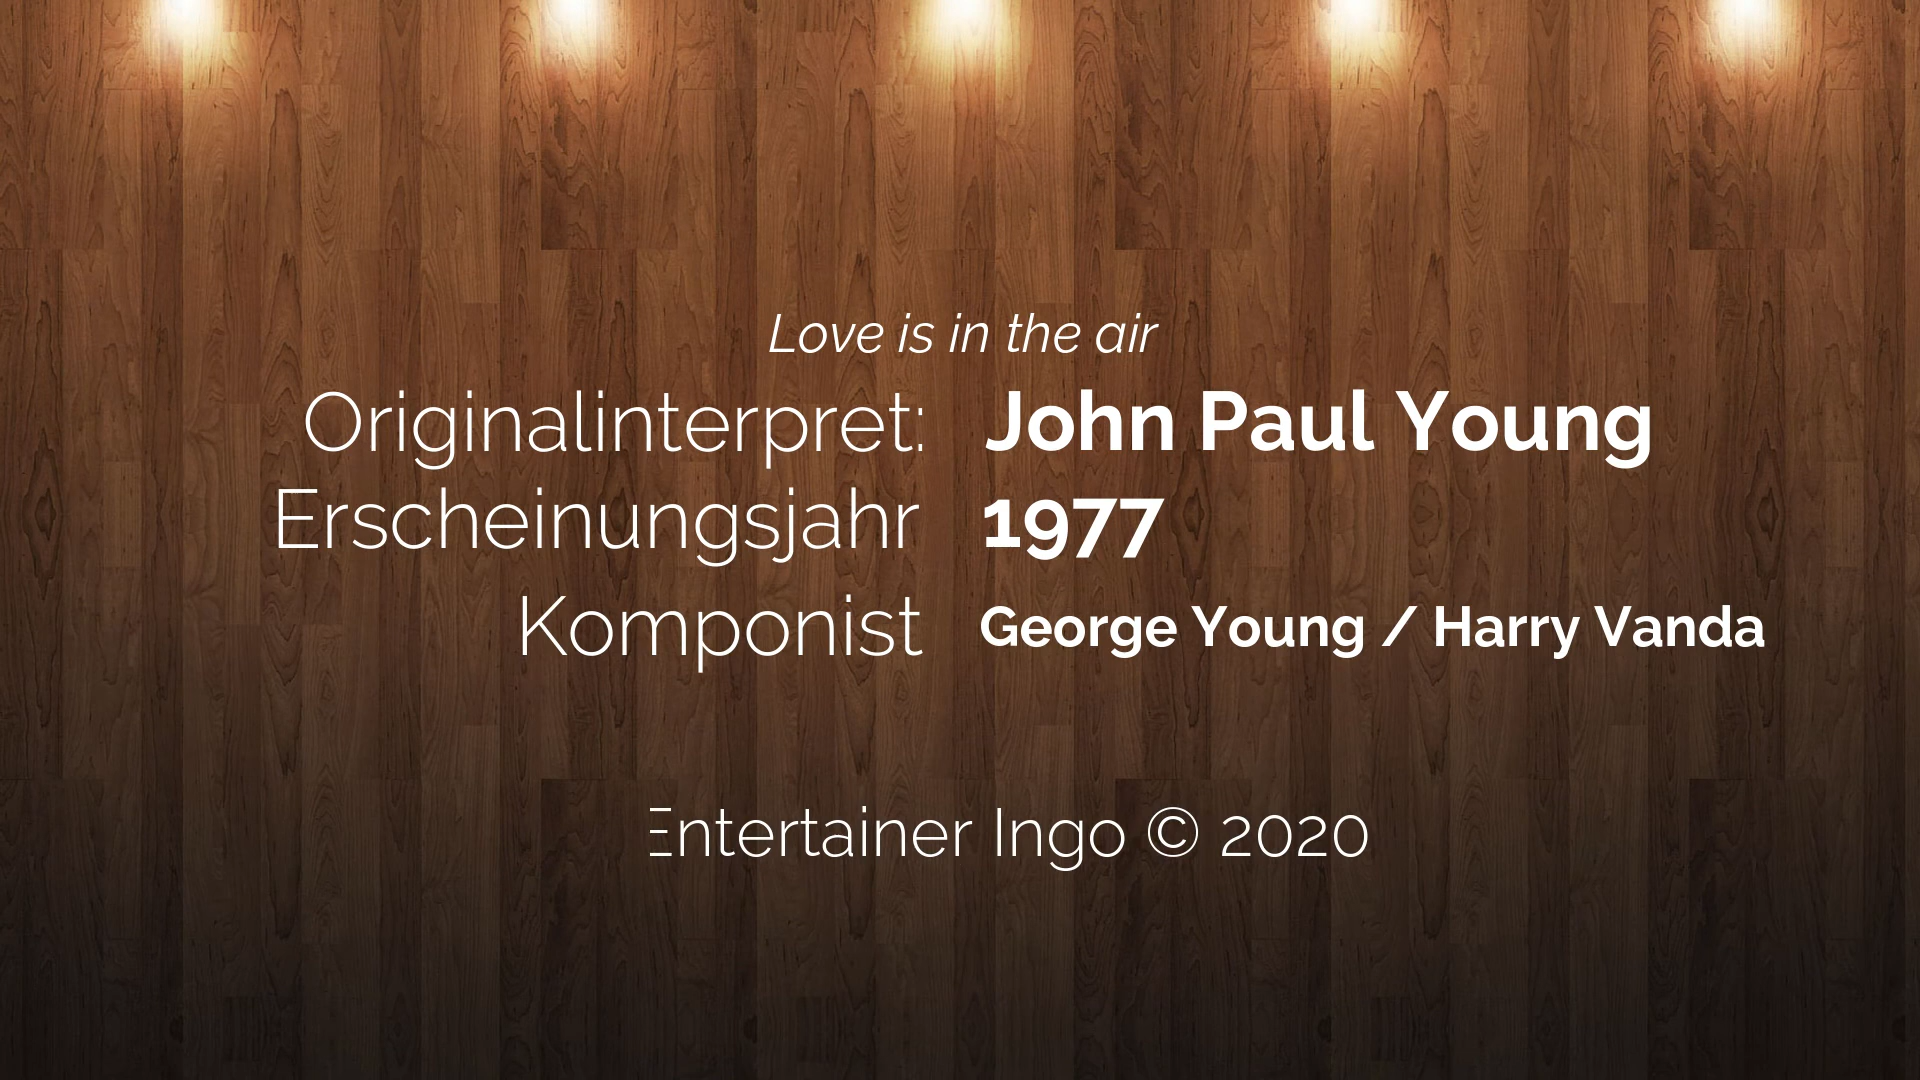 Love is in the air
Originalinterpret: John Paul Young
Erscheinungsjahr 1977
Komponist George Young / Harry Vanda
Entertainer Ingo © 2020